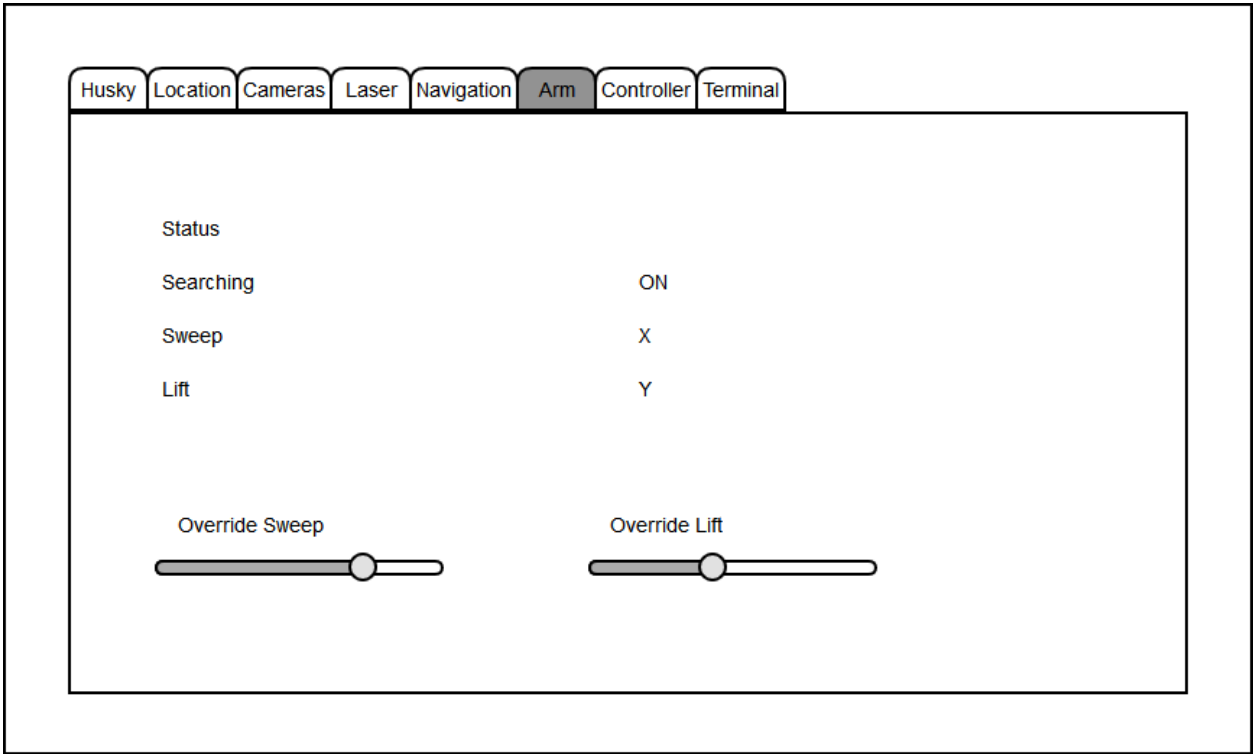 Husky Location Cameras Laser Navigation Arm Controller Terminal
Status
Searching ON
Sweep X
Lift Y
Override Sweep Override Lift